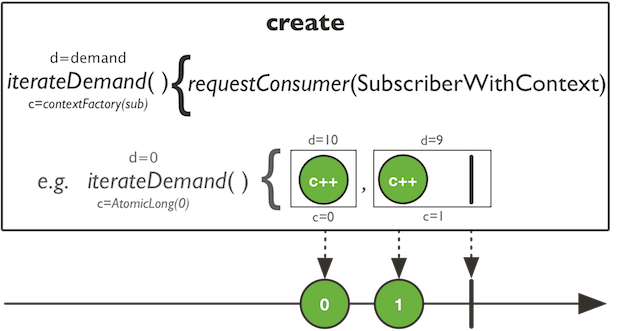 create
d=demand
iterateDemand( ) { requestConsumer(SubscriberWithContext)
c=contextFactory(sub)
d=10 d=9
d=0
e.g. iterateDemand( ) { c++ , c++ |
c=AtomicLong(0)
c=0 c=1
0 1